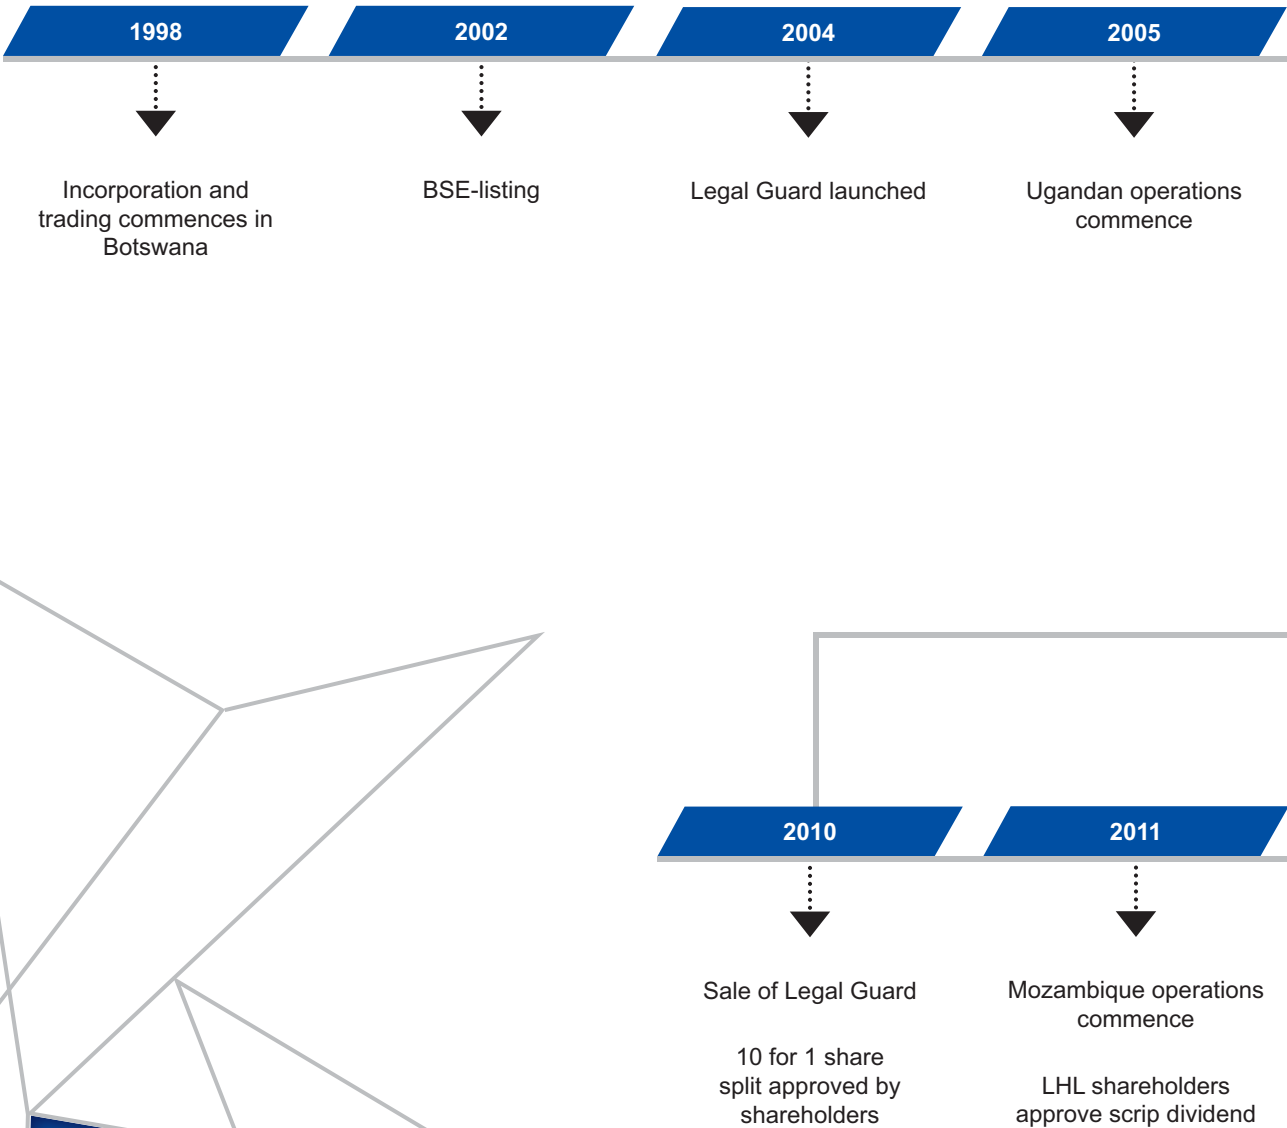 1998
2002
2004
2005
Incorporation and
trading commences in
Botswana
BSE-listing
Legal Guard launched
Ugandan operations
commence
2010
2011
Sale of Legal Guard
10 for 1 share
split approved by
shareholders
Mozambique operations
commence
LHL shareholders
approve scrip dividend